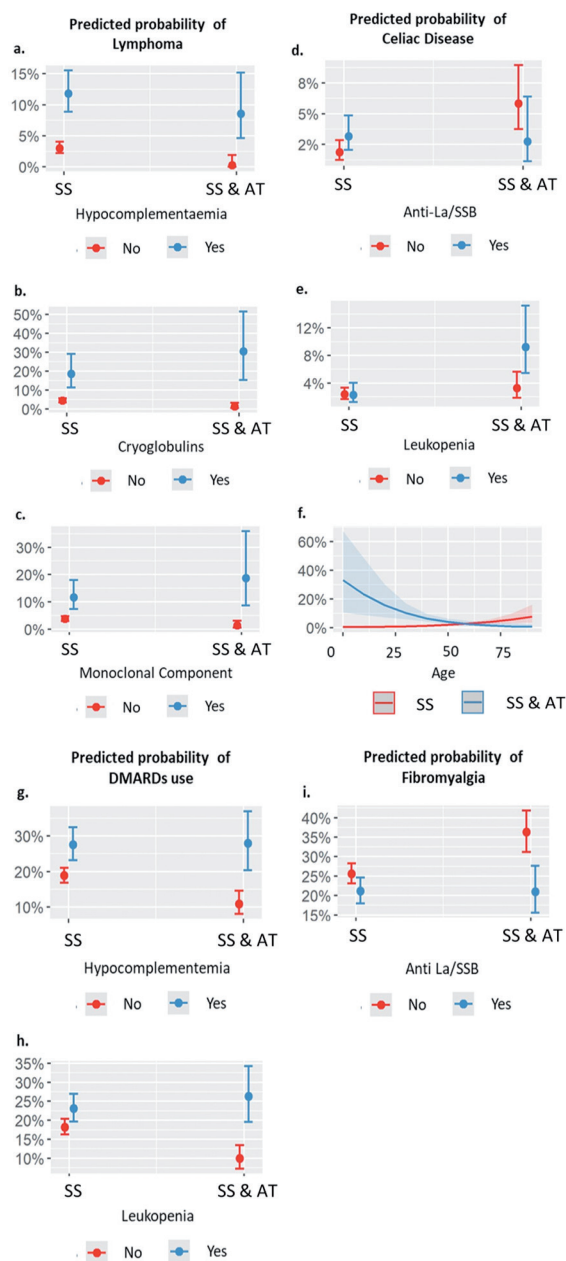 Predicted probability of
Lymphoma
a.
15%
10%
5%
0%
SS
SS & AT
Hypocomplementaemia
No
Yes
b.
50%
40%
30%
20%
10%
0%
SS
SS & AT
Cryoglobulins
No
Yes
c.
30%
20%
10%
0%
SS
SS & AT
Monoclonal Component
No
Yes
Predicted probability of
Celiac Disease
d.
8%
5%
2%
SS
SS & AT
Anti-La/SSB
No
Yes
e.
12%
8%
4%
SS
SS & AT
Leukopenia
No
Yes
f.
60%
40%
20%
0%
0
25
50
75
Age
SS
SS & AT
Predicted probability of
DMARDs use
g.
30%
20%
10%
SS
SS & AT
Hypocomplementemia
No
Yes
h.
35%
30%
25%
20%
15%
10%
SS
SS & AT
Leukopenia
No
Yes
Predicted probability of
Fibromyalgia
i.
40%
35%
30%
25%
20%
15%
SS
SS & AT
Anti La/SSB
No
Yes